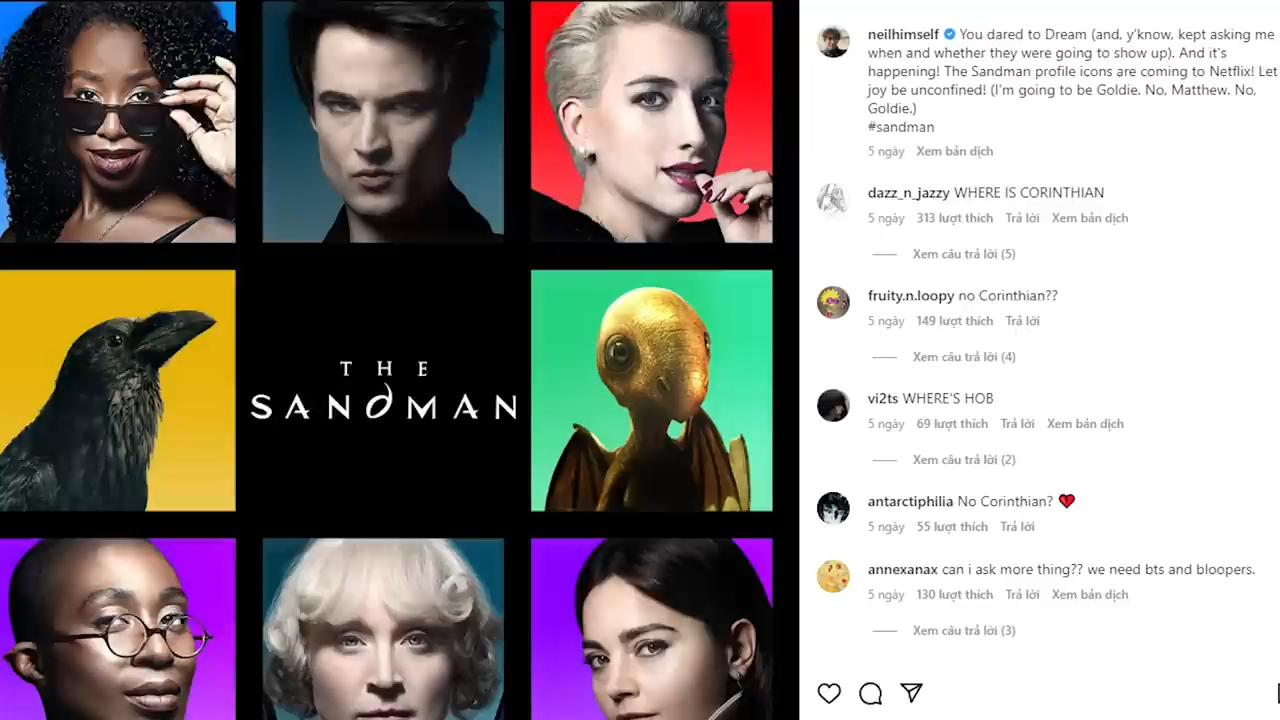 THE
SANDMAN
neilhimself You dared to Dream (and, y'know, kept asking me
when and whether they were going to show up). And it's
happening! The Sandman profile icons are coming to Netflix! Let
joy be unconfined! (I'm going to be Goldie. No, Matthew. No,
Goldie.)
#sandman
5 ngày Xem bản dịch
dazz_n_jazzy WHERE IS CORINTHIAN
5 ngày 313 lượt thích Trả lời Xem bản dịch
Xem câu trả lời (5)
fruity.n.loopy no Corinthian??
5 ngày 149 lượt thích Trả lời
Xem câu trả lời (4)
vi2ts WHERE'S HOB
5 ngày 69 lượt thích Trả lời Xem bản dịch
Xem câu trả lời (2)
antarctiphilia No Corinthian? 💔
5 ngày 55 lượt thích Trả lời
annexanax can i ask more thing?? we need bts and bloopers.
5 ngày 130 lượt thích Trả lời Xem bản dịch
Xem câu trả lời (3)